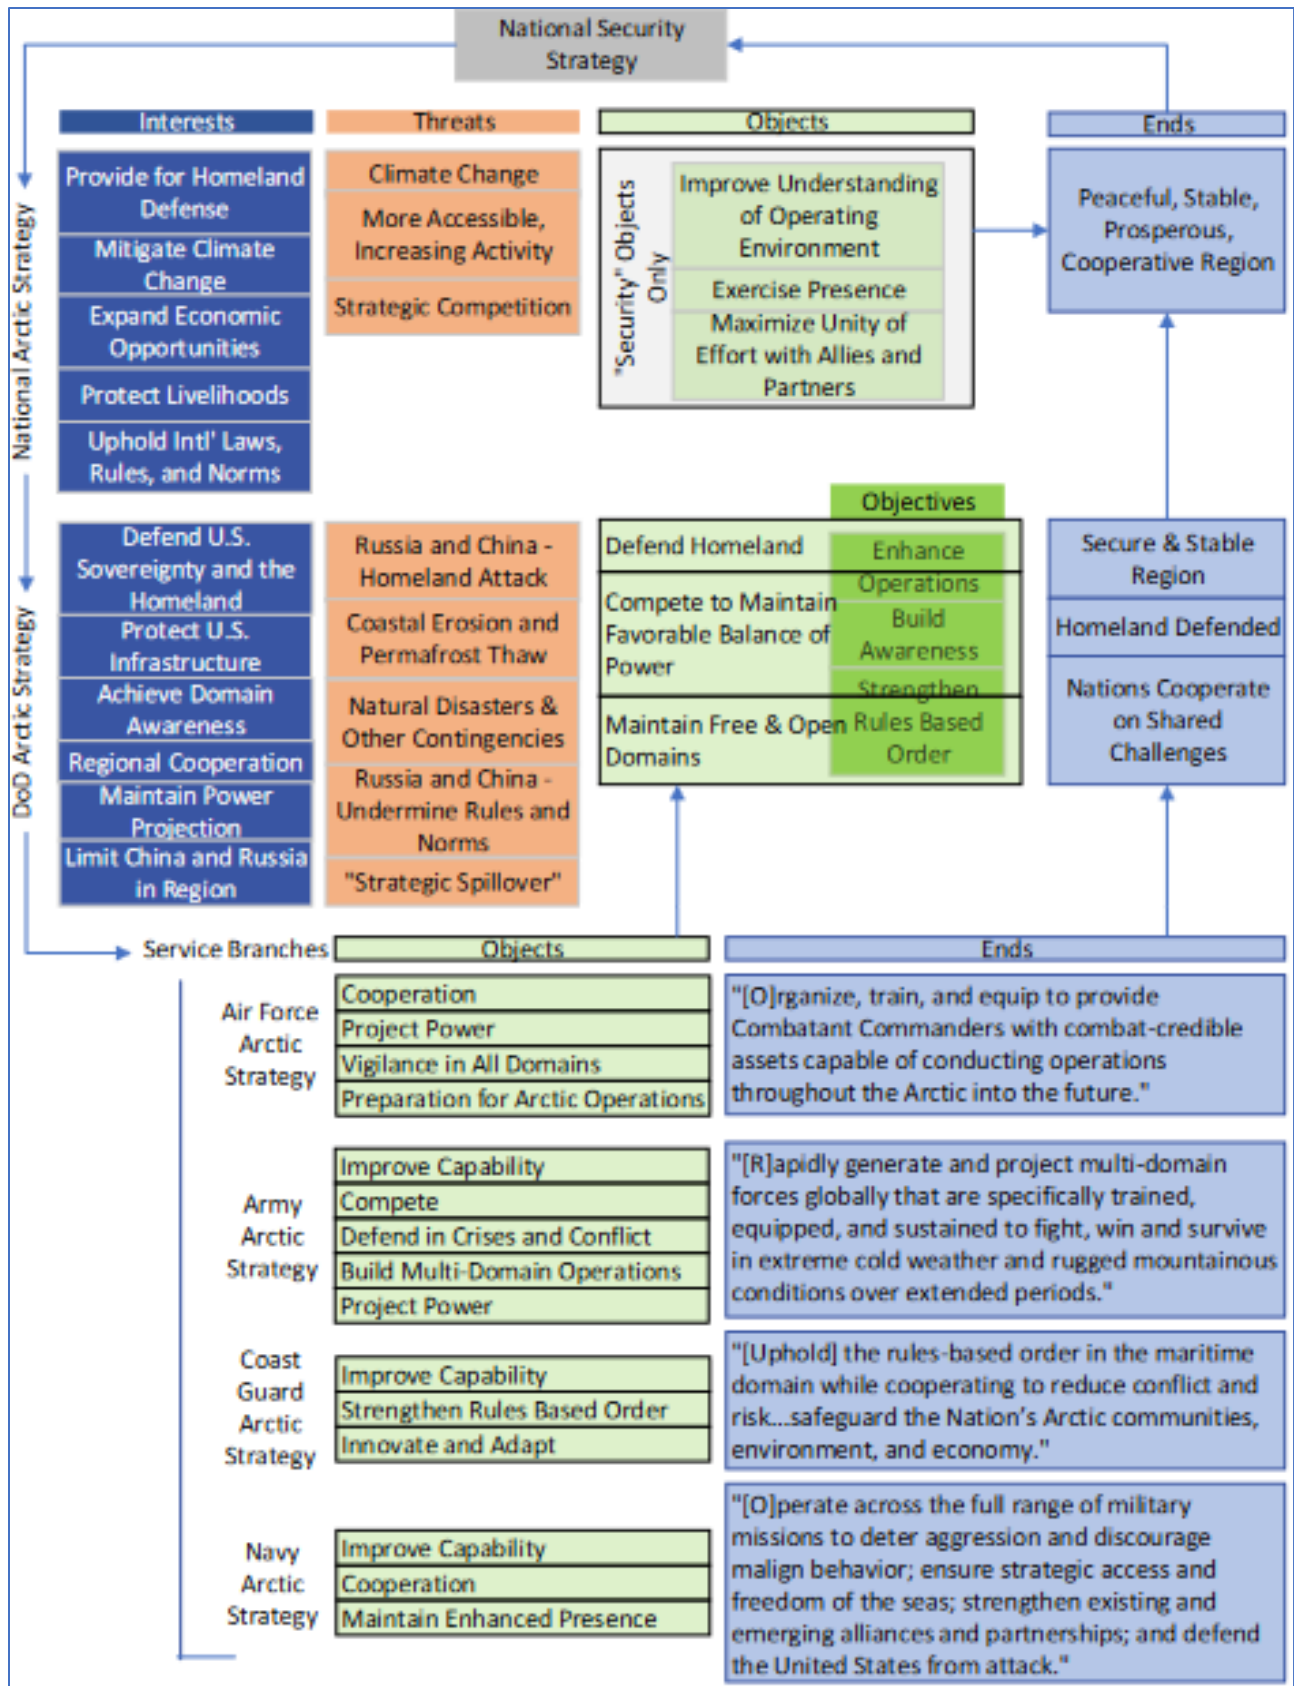 National Security
Strategy
Interests
Threats
Objects
Ends
National Arctic Strategy
Provide for Homeland
Defense
Mitigate Climate
Change
Expand Economic
Opportunities
Protect Livelihoods
Uphold Intl' Laws,
Rules, and Norms
Climate Change
More Accessible,
Increasing Activity
Strategic Competition
"Security" Objects
Only
Improve Understanding
of Operating
Environment
Exercise Presence
Maximize Unity of
Effort with Allies and
Partners
Peaceful, Stable,
Prosperous,
Cooperative Region
DoD Arctic Strategy
Defend U.S.
Sovereignty and the
Homeland
Protect U.S.
Infrastructure
Achieve Domain
Awareness
Regional Cooperation
Maintain Power
Projection
Limit China and Russia
in Region
Russia and China -
Homeland Attack
Coastal Erosion and
Permafrost Thaw
Natural Disasters &
Other Contingencies
Russia and China -
Undermine Rules and
Norms
"Strategic Spillover"
Defend Homeland
Compete to Maintain
Favorable Balance of
Power
Maintain Free & Open
Domains
Objectives
Enhance
Operations
Build
Awareness
Strengthen
Rules Based
Order
Secure & Stable
Region
Homeland Defended
Nations Cooperate
on Shared
Challenges
Service Branches
Objects
Ends
Air Force
Arctic
Strategy
Cooperation
Project Power
Vigilance in All Domains
Preparation for Arctic Operations
"[O]rganize, train, and equip to provide
Combatant Commanders with combat-credible
assets capable of conducting operations
throughout the Arctic into the future."
Army
Arctic
Strategy
Improve Capability
Compete
Defend in Crises and Conflict
Build Multi-Domain Operations
Project Power
"[R]apidly generate and project multi-domain
forces globally that are specifically trained,
equipped, and sustained to fight, win and survive
in extreme cold weather and rugged mountainous
conditions over extended periods."
Coast
Guard
Arctic
Strategy
Improve Capability
Strengthen Rules Based Order
Innovate and Adapt
"[Uphold] the rules-based order in the maritime
domain while cooperating to reduce conflict and
risk...safeguard the Nation's Arctic communities,
environment, and economy."
Navy
Arctic
Strategy
Improve Capability
Cooperation
Maintain Enhanced Presence
"[O]perate across the full range of military
missions to deter aggression and discourage
malign behavior; ensure strategic access and
freedom of the seas; strengthen existing and
emerging alliances and partnerships; and defend
the United States from attack."